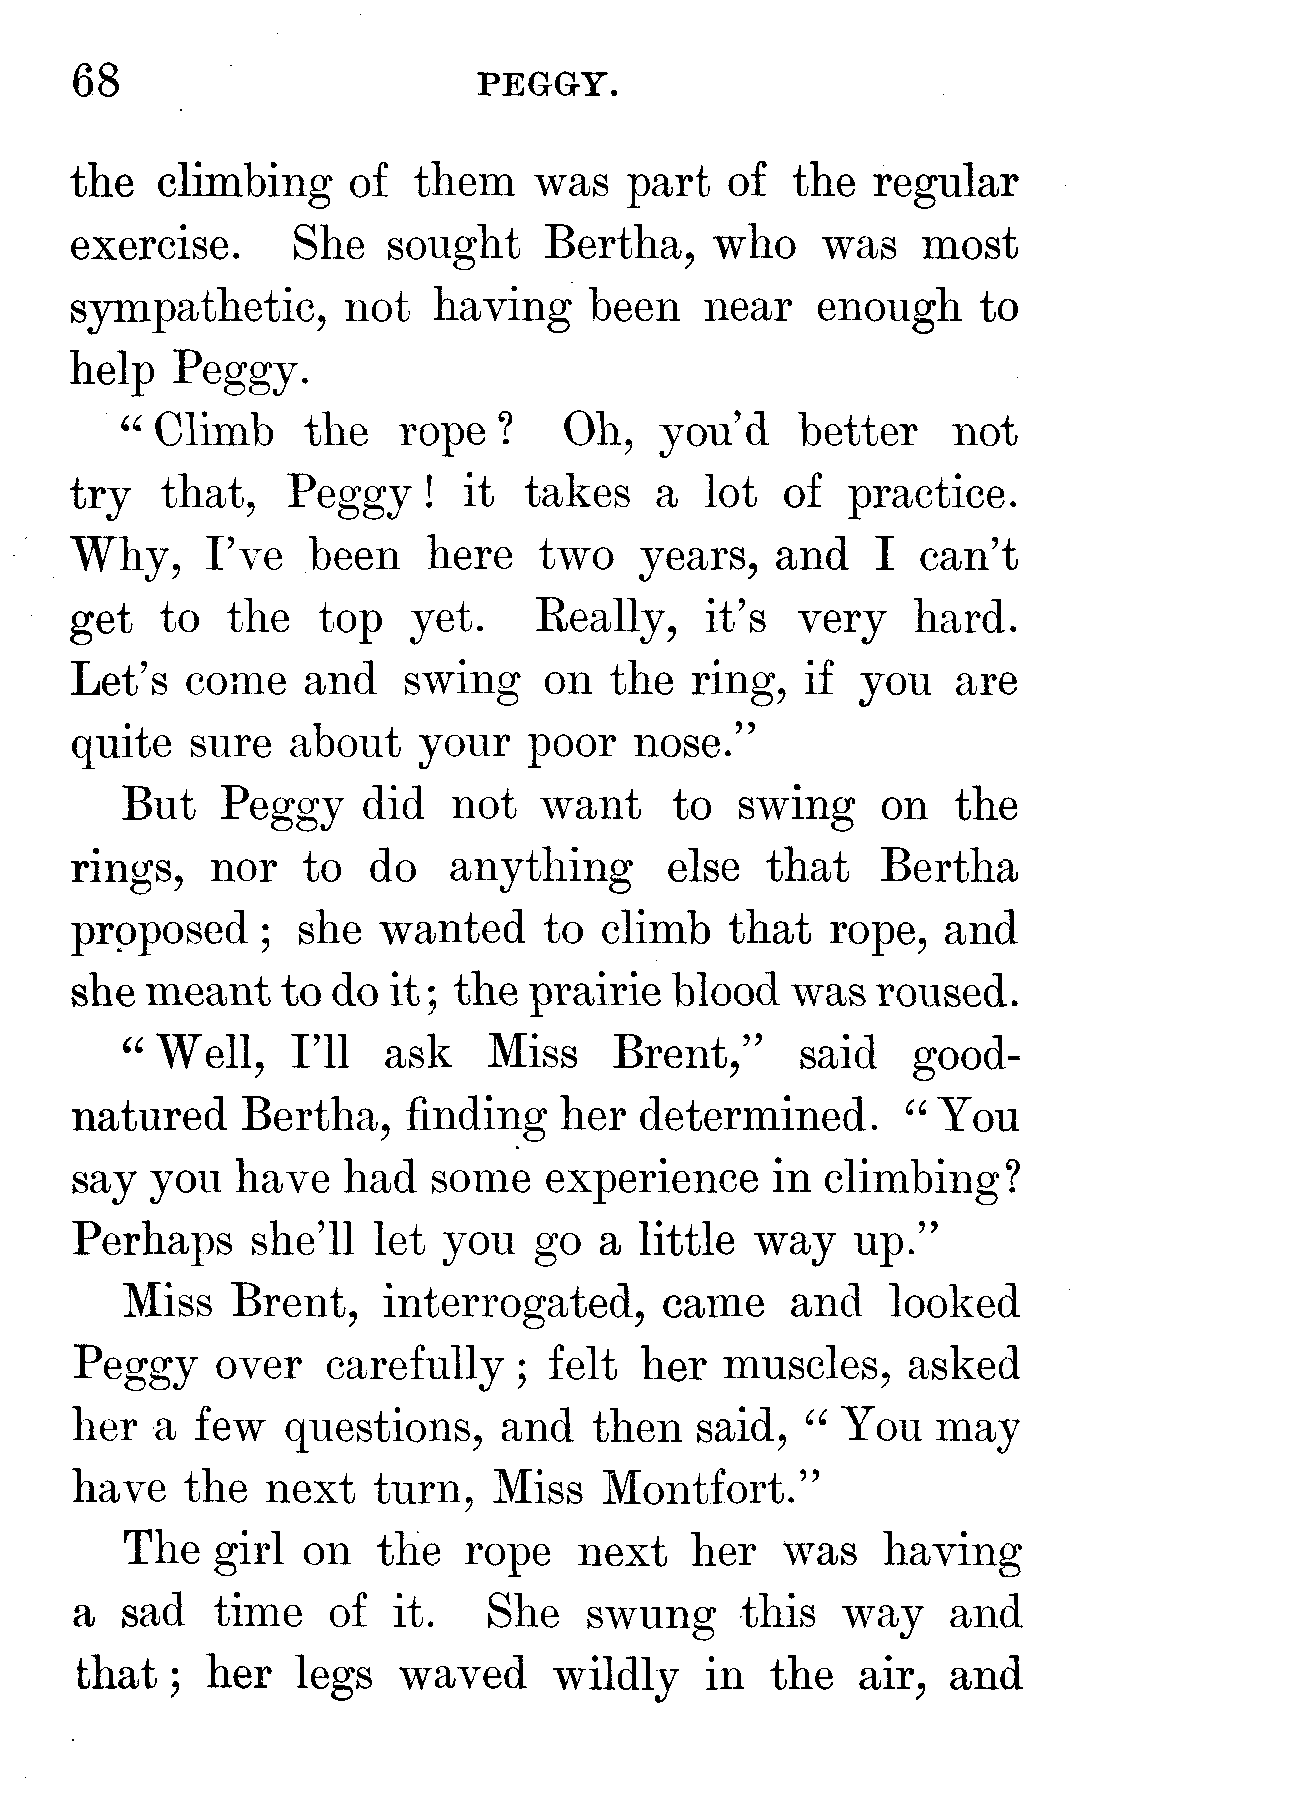 68 PEGGY.
the climbing of them was part of the regular
exercise. She sought Bertha, who was most
sympathetic, not having been near enough to
help Peggy.
“Climb the rope? Oh, you’d better not
try that, Peggy! it takes a lot of practice.
Why, I’ve been here two years, and I can’t
get to the top yet. Really, it’s very hard.
Let’s come and swing on the ring, if you are
quite sure about your poor nose.”
But Peggy did not want to swing on the
rings, nor to do anything else that Bertha
proposed; she wanted to climb that rope, and
she meant to do it; the prairie blood was roused.
“Well, I’ll ask Miss Brent,” said good-
natured Bertha, finding her determined. “You
say you have had some experience in climbing?
Perhaps she’ll let you go a little way up.”
Miss Brent, interrogated, came and looked
Peggy over carefully; felt her muscles, asked
her a few questions, and then said, “You may
have the next turn, Miss Montfort.”
The girl on the rope next her was having
a sad time of it. She swung this way and
that; her legs waved wildly in the air, and